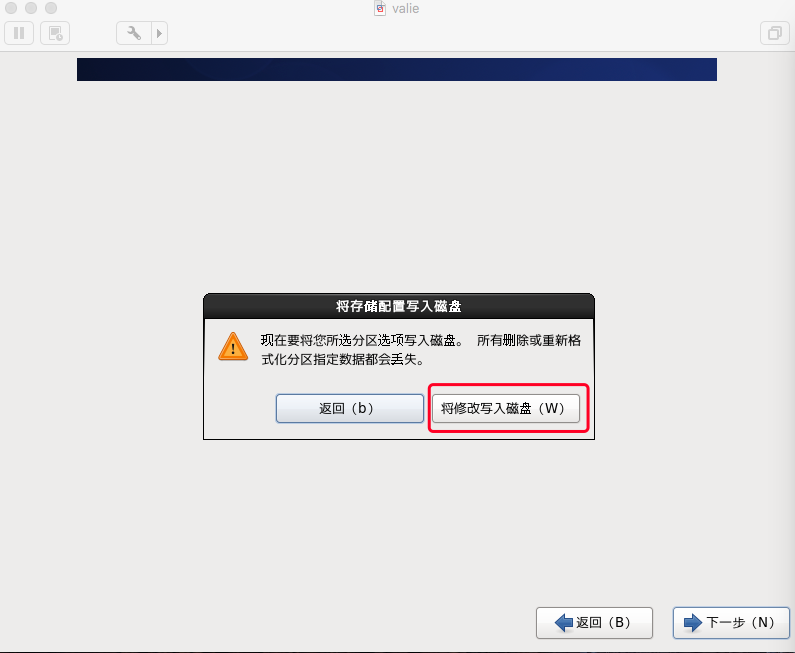 valie
将存储配置写入磁盘
现在要将您所选分区选项写入磁盘。 所有删除或重新格
式化分区指定数据都会丢失。
返回（b）
将修改写入磁盘（W）
返回（B）
下一步（N）